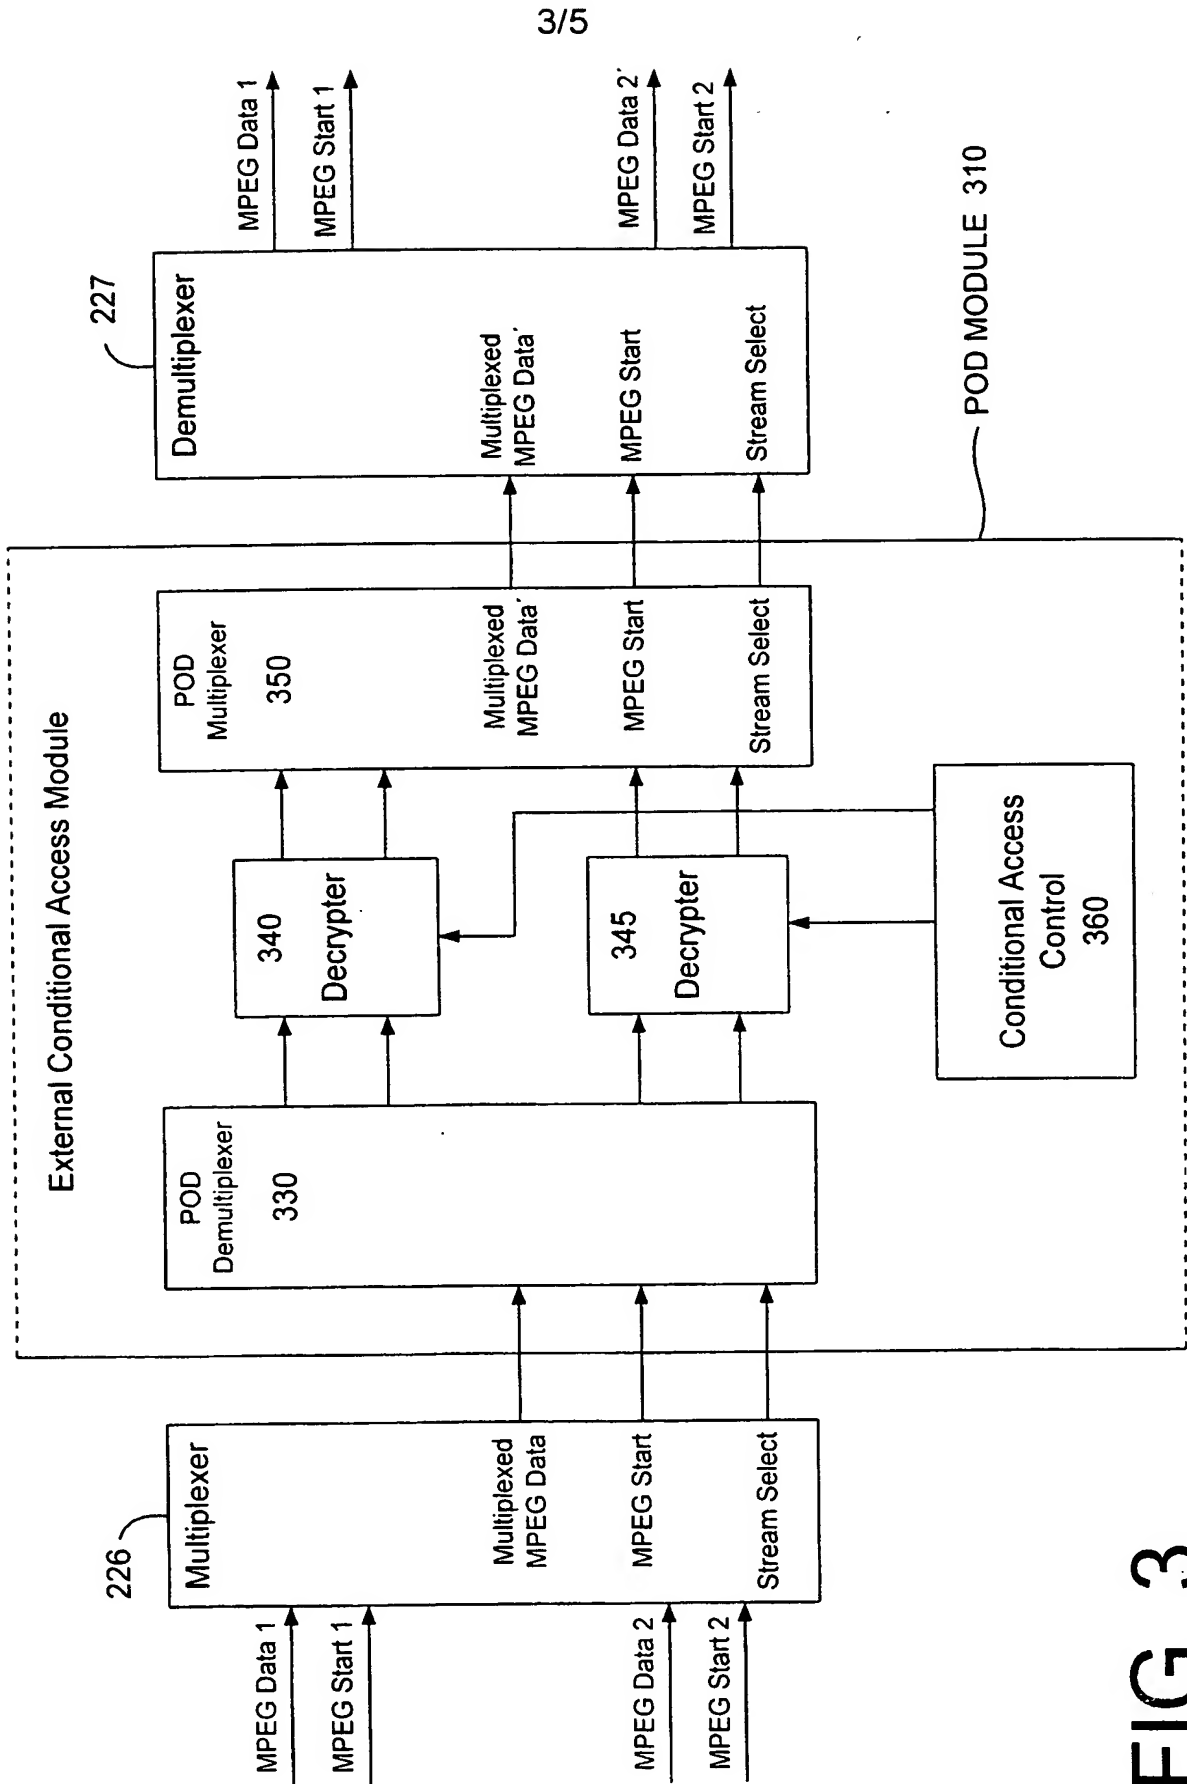 3/5
External Conditional Access Module
226
Multiplexer
MPEG Data 1
MPEG Start 1
MPEG Data 2
MPEG Start 2
Multiplexed
MPEG Data
MPEG Start
Stream Select
POD
Demultiplexer
330
340
Decrypter
345
Decrypter
Conditional Access
Control
360
POD
Multiplexer
350
Multiplexed
MPEG Data′
MPEG Start
Stream Select
227
Demultiplexer
Multiplexed
MPEG Data′
MPEG Start
Stream Select
MPEG Data 1
MPEG Start 1
MPEG Data 2′
MPEG Start 2
POD MODULE 310
FIG 3